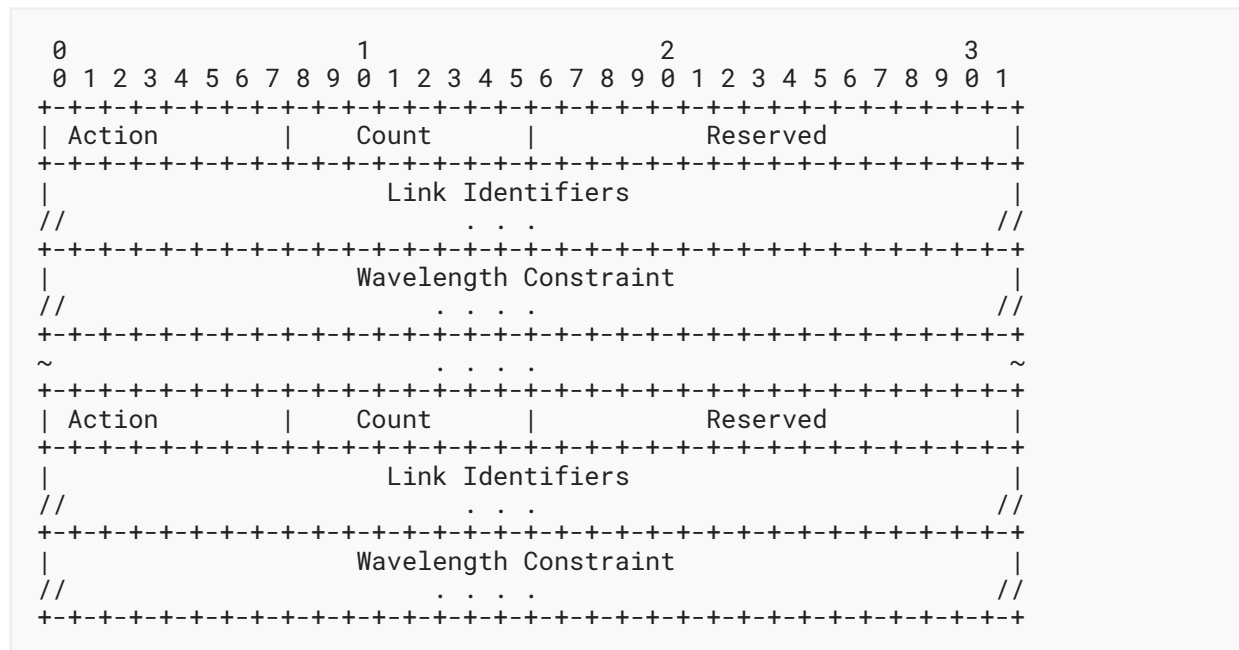 0                   1                   2                   3
 0 1 2 3 4 5 6 7 8 9 0 1 2 3 4 5 6 7 8 9 0 1 2 3 4 5 6 7 8 9 0 1
+-+-+-+-+-+-+-+-+-+-+-+-+-+-+-+-+-+-+-+-+-+-+-+-+-+-+-+-+-+-+-+-+
| Action        |    Count      |           Reserved            |
+-+-+-+-+-+-+-+-+-+-+-+-+-+-+-+-+-+-+-+-+-+-+-+-+-+-+-+-+-+-+-+-+
|                      Link Identifiers                         |
//                          . . .                              //
+-+-+-+-+-+-+-+-+-+-+-+-+-+-+-+-+-+-+-+-+-+-+-+-+-+-+-+-+-+-+-+-+
|                    Wavelength Constraint                      |
//                        . . . .                              //
+-+-+-+-+-+-+-+-+-+-+-+-+-+-+-+-+-+-+-+-+-+-+-+-+-+-+-+-+-+-+-+-+
~                         . . . .                               ~
+-+-+-+-+-+-+-+-+-+-+-+-+-+-+-+-+-+-+-+-+-+-+-+-+-+-+-+-+-+-+-+-+
| Action        |    Count      |           Reserved            |
+-+-+-+-+-+-+-+-+-+-+-+-+-+-+-+-+-+-+-+-+-+-+-+-+-+-+-+-+-+-+-+-+
|                      Link Identifiers                         |
//                          . . .                              //
+-+-+-+-+-+-+-+-+-+-+-+-+-+-+-+-+-+-+-+-+-+-+-+-+-+-+-+-+-+-+-+-+
|                    Wavelength Constraint                      |
//                        . . . .                              //
+-+-+-+-+-+-+-+-+-+-+-+-+-+-+-+-+-+-+-+-+-+-+-+-+-+-+-+-+-+-+-+-+